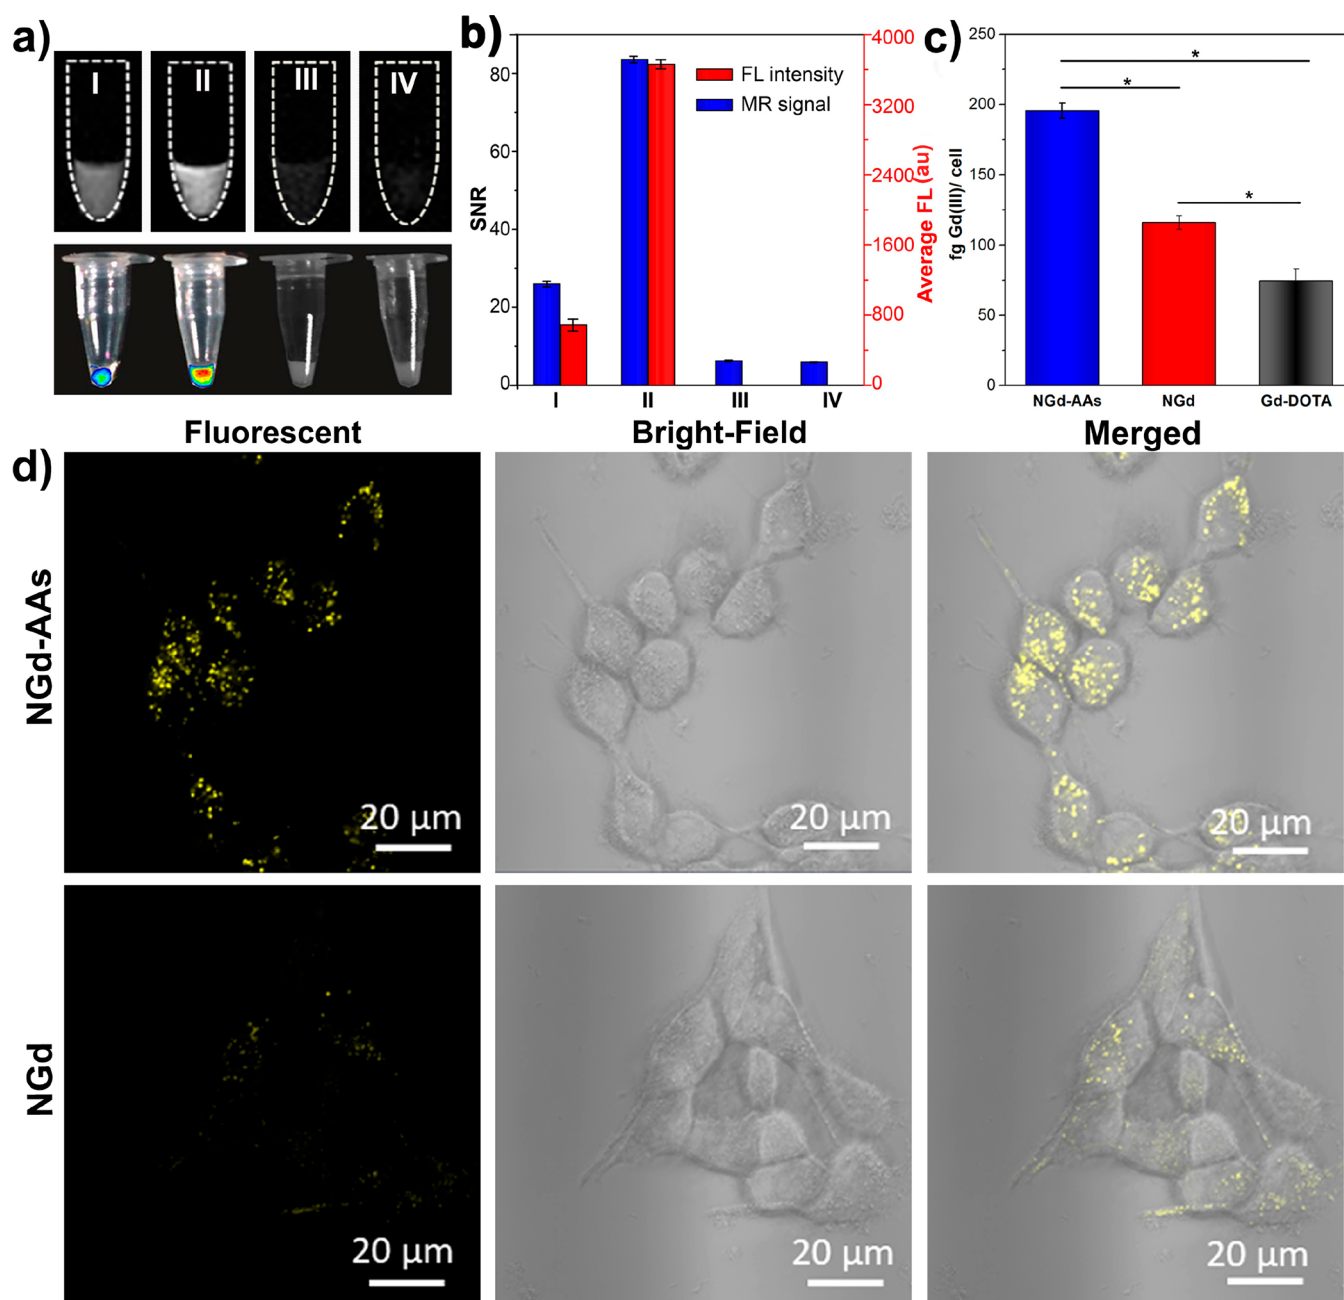 a)
I
II
III
IV
b)
80
60
40
20
0
SNR
FL intensity
MR signal
4000
3200
2400
1600
800
0
Average FL (au)
I
II
III
IV
c)
250
200
150
100
50
0
fg Gd(III)/ cell
*
*
*
NGd-AAs
NGd
Gd-DOTA
d)
Fluorescent
Bright-Field
Merged
NGd-AAs
20 µm
20 µm
20 µm
NGd
20 µm
20 µm
20 µm